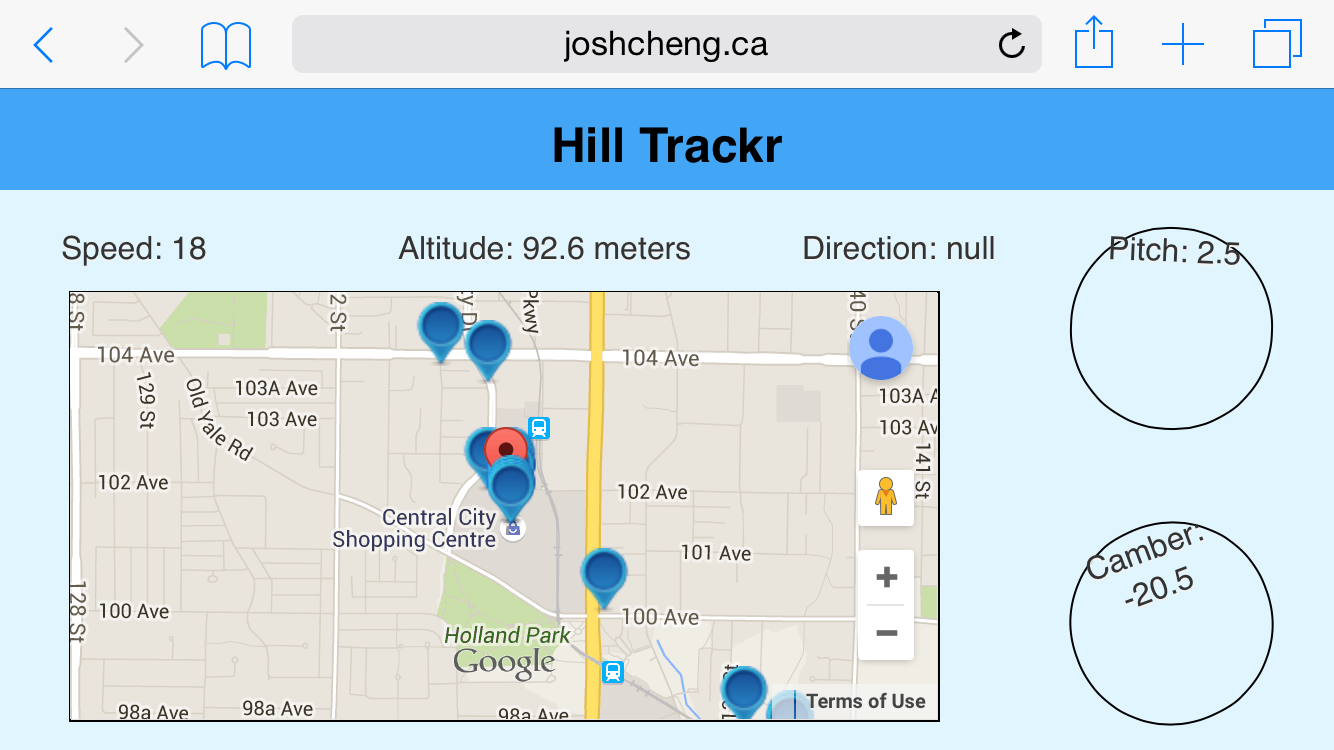 joshcheng.ca
Hill Trackr
Speed: 18
Altitude: 92.6 meters
Direction: null
Pitch: 2.5
8 St
2 St
y D
Pkwy
40 S
104 Ave
104 Ave
129 St
Old Yale Rd
103A Ave
103 Ave
103A A
103 Av
141 St
102 Ave
102 Ave
Central City
Shopping Centre
101 Ave
128 St
100 Ave
100 Ave
Holland Park
Google
98a Ave
98a Ave
98a Ave
Terms of Use
Camber:
-20.5